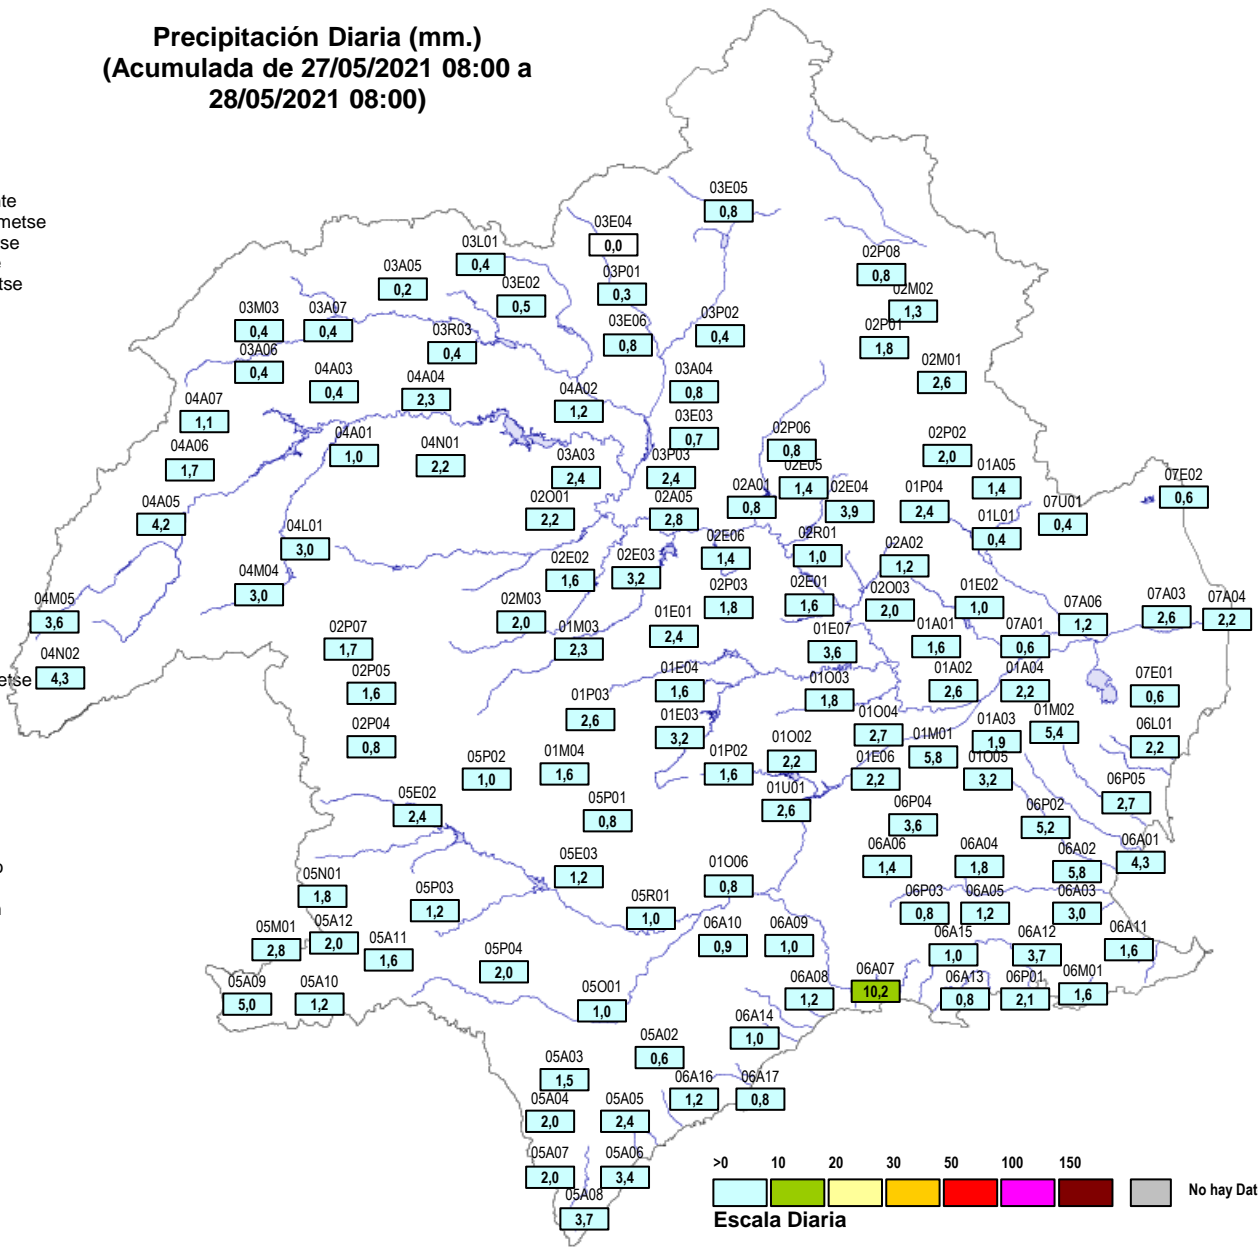 Precipitación Diaria (mm.)
(Acumulada de 27/05/2021 08:00 a
28/05/2021 08:00)
03E05
0,8
03E04
0,0
03L01
0,4
02P08
0,8
03A05
0,2
03P01
0,3
03E02
0,5
02M02
1,3
03M03
0,4
03A07
0,4
03P02
0,4
03E06
0,8
03R03
0,4
02P01
1,8
03A06
0,4
02M01
2,6
04A03
0,4
04A04
2,3
03A04
0,8
04A02
1,2
04A07
1,1
03E03
0,7
02P06
0,8
04A01
1,0
04N01
2,2
02P02
2,0
04A06
1,7
03A03
2,4
03P03
2,4
02E05
1,4
01A05
1,4
07E02
0,6
02A01
0,8
02E04
3,9
01P04
2,4
04A05
4,2
02O01
2,2
02A05
2,8
07U01
0,4
01L01
0,4
04L01
3,0
02E06
1,4
02R01
1,0
02A02
1,2
02E02
1,6
02E03
3,2
04M04
3,0
02P03
1,8
02E01
1,6
02O03
2,0
01E02
1,0
04M05
3,6
02M03
2,0
07A06
1,2
07A03
2,6
07A04
2,2
01E01
2,4
02P07
1,7
01M03
2,3
01E07
3,6
01A01
1,6
07A01
0,6
etse
04N02
4,3
02P05
1,6
01E04
1,6
01O03
1,8
01A02
2,6
01A04
2,2
07E01
0,6
01P03
2,6
01E03
3,2
01O04
2,7
01A03
1,9
01M02
5,4
06L01
2,2
02P04
0,8
01M01
5,8
01O02
2,2
05P02
1,0
01M04
1,6
01P02
1,6
01E06
2,2
01O05
3,2
05E02
2,4
05P01
0,8
01U01
2,6
06P04
3,6
06P02
5,2
06P05
2,7
06A06
1,4
06A04
1,8
06A02
5,8
06A01
4,3
05E03
1,2
01O06
0,8
05N01
1,8
05P03
1,2
05R01
1,0
06P03
0,8
06A05
1,2
06A03
3,0
05M01
2,8
05A12
2,0
05A11
1,6
06A10
0,9
06A09
1,0
06A15
1,0
06A12
3,7
06A11
1,6
05P04
2,0
05A09
5,0
05A10
1,2
05O01
1,0
06A08
1,2
06A07
10,2
06A13
0,8
06P01
2,1
06M01
1,6
06A14
1,0
05A02
0,6
05A03
1,5
06A16
1,2
06A17
0,8
05A04
2,0
05A05
2,4
05A07
2,0
05A06
3,4
05A08
3,7
>0 10 20 30 50 100 150
No hay Dat
Escala Diaria